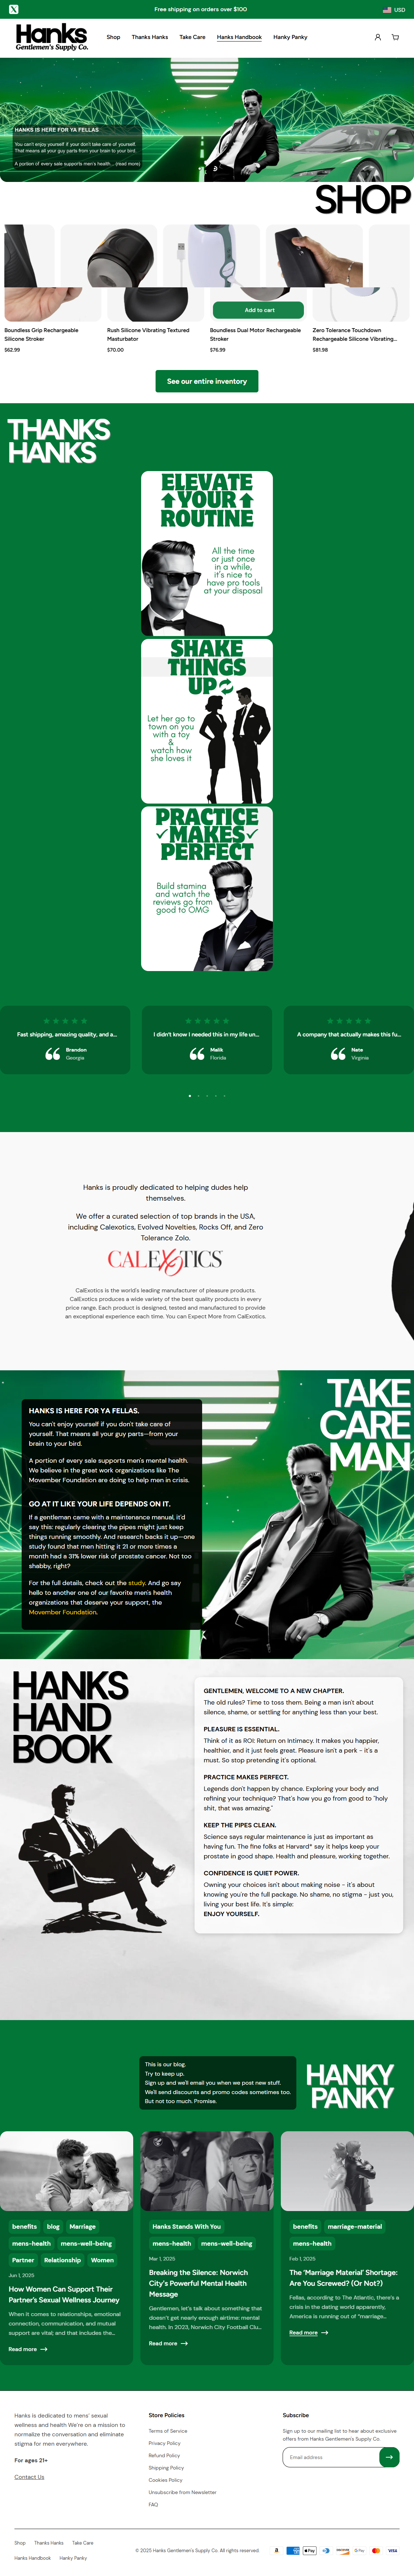 Free shipping on orders over $100
USD
Hanks
Gentlemen's Supply Co.
Shop
Thanks Hanks
Take Care
Hanks Handbook
Hanky Panky
HANKS IS HERE FOR YA FELLAS
You can't enjoy yourself if you don't take care of yourself.
That means all your guy parts from your brain to your bird.
A portion of every sale supports men's health... (read more)
SHOP
Add to cart
Boundless Grip Rechargeable
Silicone Stroker
$62.99
Rush Silicone Vibrating Textured
Masturbator
$70.00
Boundless Dual Motor Rechargeable
Stroker
$76.99
Zero Tolerance Touchdown
Rechargeable Silicone Vibrating...
$81.98
See our entire inventory
THANKS
HANKS
ELEVATE
YOUR
ROUTINE
All the time
or just once
in a while,
it's nice to
have pro tools
at your disposal
SHAKE
THINGS
UP
Let her go to
town on you
with a toy
&
watch how
she loves it
PRACTICE
MAKES
PERFECT
Build stamina
and watch the
reviews go from
good to OMG
Fast shipping, amazing quality, and a...
Brandon
Georgia
I didn't know I needed this in my life un...
Malik
Florida
A company that actually makes this fu...
Nate
Virginia
Hanks is proudly dedicated to helping dudes help
themselves.
We offer a curated selection of top brands in the USA,
including Calexotics, Evolved Novelties, Rocks Off, and Zero
Tolerance Zolo.
CALEXOTICS
CalExotics is the world's leading manufacturer of pleasure products.
CalExotics produces a wide variety of the best quality products in every
price range. Each product is designed, tested and manufactured to provide
an exceptional experience each time. You can Expect More from CalExotics.
TAKE
CARE
MAN
HANKS IS HERE FOR YA FELLAS.
You can't enjoy yourself if you don't take care of
yourself. That means all your guy parts—from your
brain to your bird.
A portion of every sale supports men's mental health.
We believe in the great work organizations like The
Movember Foundation are doing to help men in crisis.
GO AT IT LIKE YOUR LIFE DEPENDS ON IT.
If a gentleman came with a maintenance manual, it'd
say this: regularly clearing the pipes might just keep
things running smoothly. And research backs it up—one
study found that men hitting it 21 or more times a
month had a 31% lower risk of prostate cancer. Not too
shabby, right?
For the full details, check out the study. And go say
hello to another one of our favorite men's health
organizations that deserve your support, the
Movember Foundation.
HANKS
HAND
BOOK
GENTLEMEN, WELCOME TO A NEW CHAPTER.
The old rules? Time to toss them. Being a man isn't about
silence, shame, or settling for anything less than your best.
PLEASURE IS ESSENTIAL.
Think of it as ROI: Return on Intimacy. It makes you happier,
healthier, and it just feels great. Pleasure isn't a perk - it's a
must. So stop pretending it's optional.
PRACTICE MAKES PERFECT.
Legends don't happen by chance. Exploring your body and
refining your technique? That's how you go from good to "holy
shit, that was amazing."
KEEP THE PIPES CLEAN.
Science says regular maintenance is just as important as
having fun. The fine folks at Harvard* say it helps keep your
prostate in good shape. Health and pleasure, working together.
CONFIDENCE IS QUIET POWER.
Owning your choices isn't about making noise - it's about
knowing you're the full package. No shame, no stigma - just you,
living your best life. It's simple:
ENJOY YOURSELF.
This is our blog.
Try to keep up.
Sign up and we'll email you when we post new stuff.
We'll send discounts and promo codes sometimes too.
But not too much. Promise.
HANKY
PANKY
benefits
blog
Marriage
mens-health
mens-well-being
Partner
Relationship
Women
Jun 1, 2025
How Women Can Support Their
Partner's Sexual Wellness Journey
When it comes to relationships, emotional
connection, communication, and mutual
support are vital; and that includes the...
Read more
Hanks Stands With You
mens-health
mens-well-being
Mar 1, 2025
Breaking the Silence: Norwich
City's Powerful Mental Health
Message
Gentlemen, let's talk about something that
doesn't get nearly enough airtime: mental
health. In 2023, Norwich City Football Clu...
Read more
benefits
marriage-material
mens-health
Feb 1, 2025
The 'Marriage Material' Shortage:
Are You Screwed? (Or Not?)
Fellas, according to The Atlantic, there's a
crisis in the dating world brewing, as
America is running out of "marriage...
Read more
Hanks is dedicated to mens' sexual
wellness and health We're on a mission to
normalize the conversation and eliminate
stigma for men everywhere.
For ages 21+
Contact Us
Store Policies
Terms of Service
Privacy Policy
Refund Policy
Shipping Policy
Cookies Policy
Unsubscribe from Newsletter
FAQ
Subscribe
Sign up to our mailing list to hear about exclusive
offers from Hanks Gentlemen's Supply Co.
Email address
Shop
Thanks Hanks
Take Care
Hanks Handbook
Hanky Panky
© 2025 Hanks Gentlemen's Supply Co. All rights reserved.